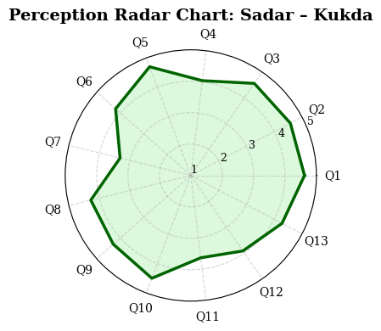 Perception Radar Chart: Sadar – Kukda
Q4
Q5
Q3
Q6
Q2
5
4
Q7
3
2
1
Q1
Q8
Q13
Q9
Q12
Q10
Q11